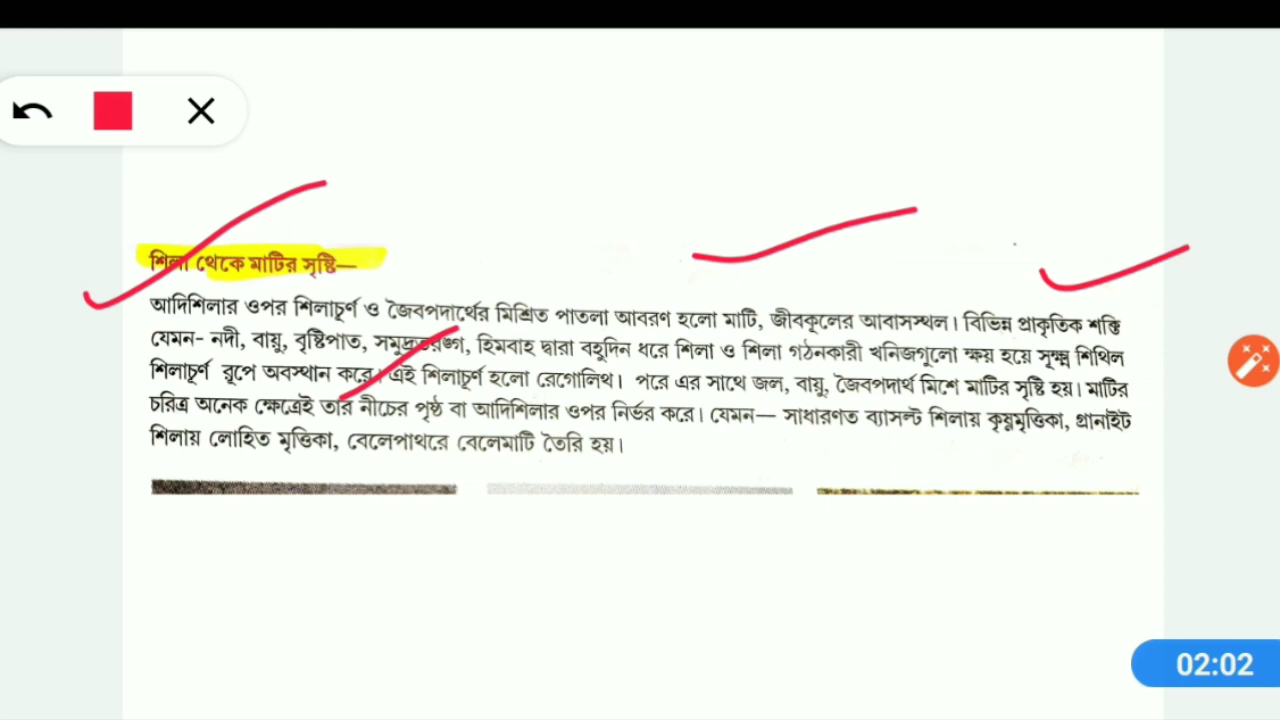 শিলা থেকে মাটির সৃষ্টি—
আদিশিলার ওপর শিলাচূর্ণ ও জৈবপদার্থের মিশ্রিত পাতলা আবরণ হলো মাটি, জীবকূলের আবাসস্থল। বিভিন্ন প্রাকৃতিক শক্তি
যেমন- নদী, বায়ু, বৃষ্টিপাত, সমুদ্রতরঙ্গ, হিমবাহ দ্বারা বহুদিন ধরে শিলা ও শিলা গঠনকারী খনিজগুলো ক্ষয় হয়ে সূক্ষ্ম শিথিল
শিলাচূর্ণ রূপে অবস্থান করে। এই শিলাচূর্ণ হলো রেগোলিথ। পরে এর সাথে জল, বায়ু, জৈবপদার্থ মিশে মাটির সৃষ্টি হয়। মাটির
চরিত্র অনেক ক্ষেত্রেই তার নীচের পৃষ্ঠ বা আদিশিলার ওপর নির্ভর করে। যেমন— সাধারণত ব্যাসল্ট শিলায় কৃষ্ণমৃত্তিকা, গ্রানাইট
শিলায় লোহিত মৃত্তিকা, বেলেপাথরে বেলেমাটি তৈরি হয়।
02:02